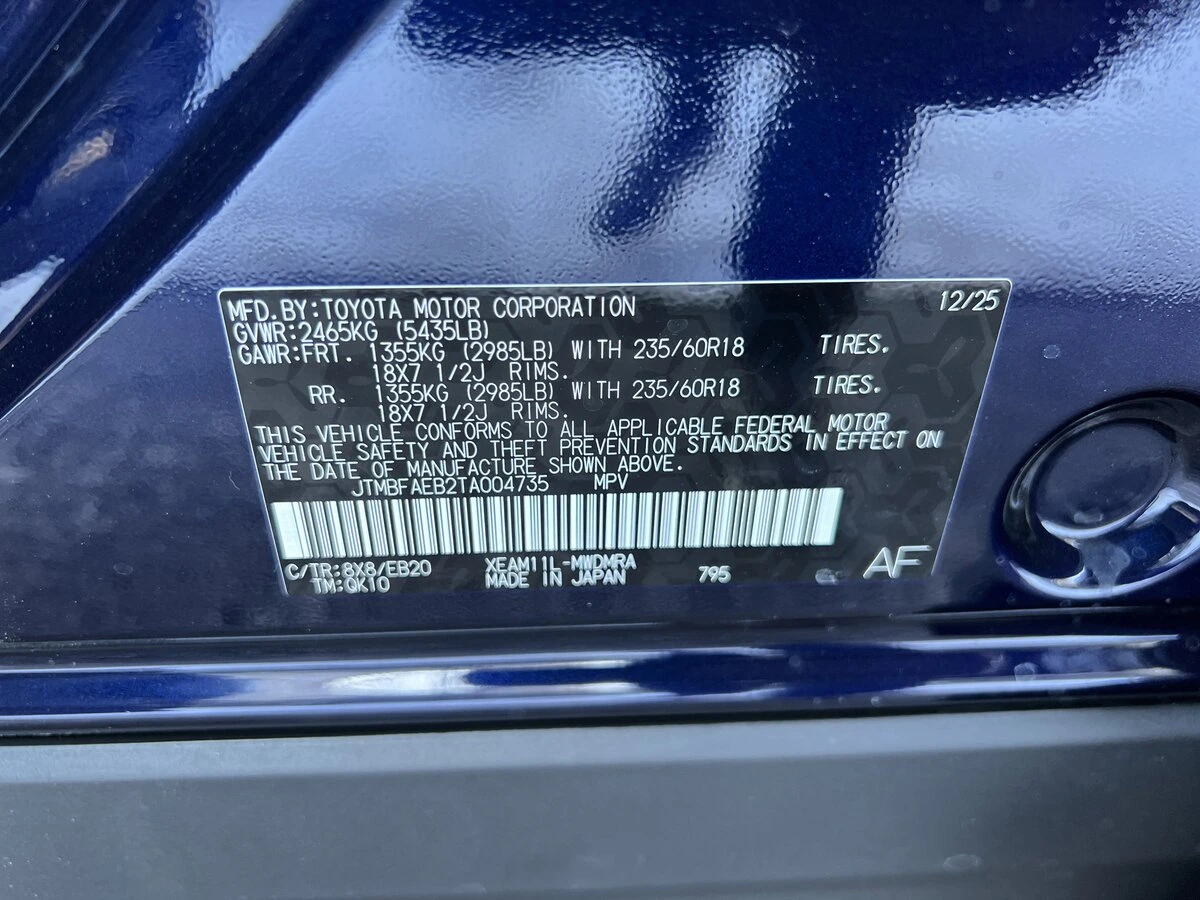 MFD.BY:TOYOTA MOTOR CORPORATION 12/25
GVWR:2465KG (5435LB)
GAWR:FRT. 1355KG (2985LB) WITH 235/60R18 TIRES.
18X7 1/2J RIMS.
RR. 1355KG (2985LB) WITH 235/60R18 TIRES.
18X7 1/2J RIMS.
THIS VEHICLE CONFORMS TO ALL APPLICABLE FEDERAL MOTOR
VEHICLE SAFETY AND THEFT PREVENTION STANDARDS IN EFFECT ON
THE DATE OF MANUFACTURE SHOWN ABOVE.
JTMBFAEB2TA004735 MPV
C/TR:8X8/EB20 XEAM11L-MWDMRA 795 AF
TM:QK10 MADE IN JAPAN